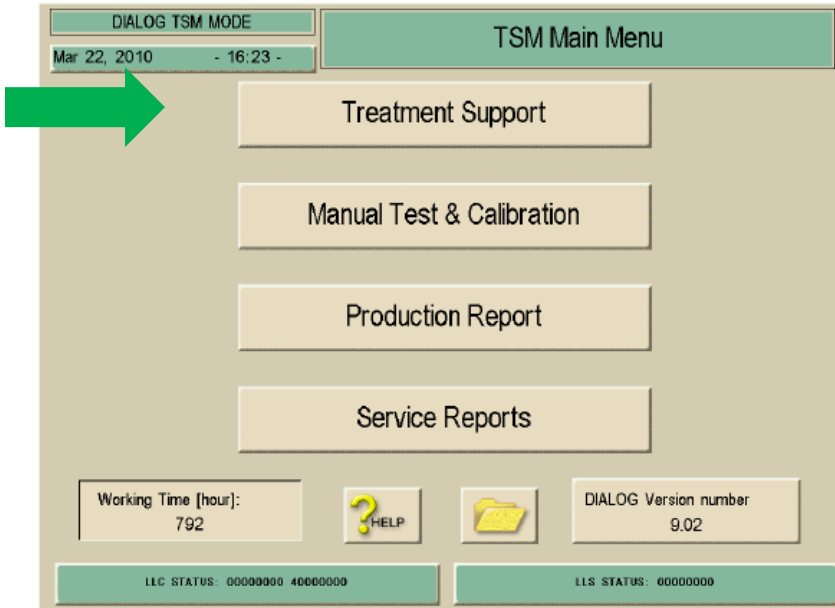 DIALOG TSM MODE
TSM Main Menu
Mar 22, 2010 - 16:23 -
Treatment Support
Manual Test & Calibration
Production Report
Service Reports
Working Time [hour]:
792
HELP
DIALOG Version number
9.02
LLC STATUS: 00000000 40000000
LLS STATUS: 00000000